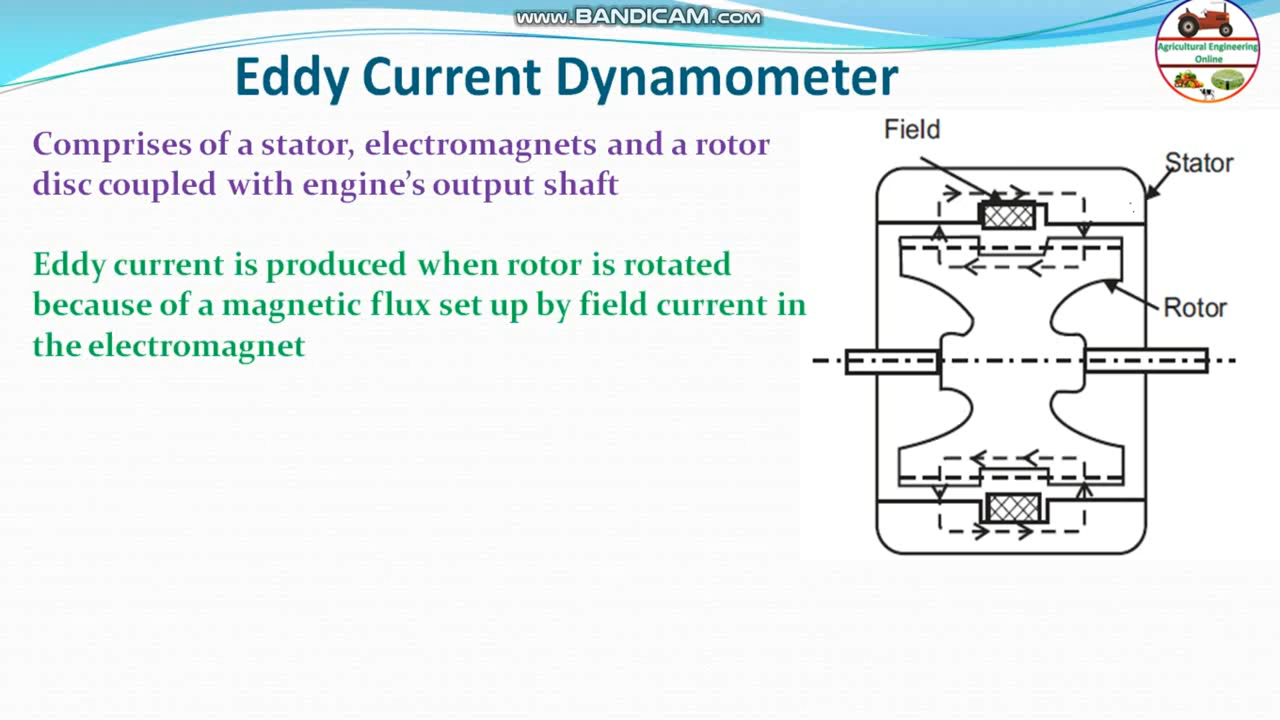 www.BANDICAM.com
Agricultural Engineering
Online
Eddy Current Dynamometer
Comprises of a stator, electromagnets and a rotor
disc coupled with engine's output shaft
Eddy current is produced when rotor is rotated
because of a magnetic flux set up by field current in
the electromagnet
Field
Stator
Rotor